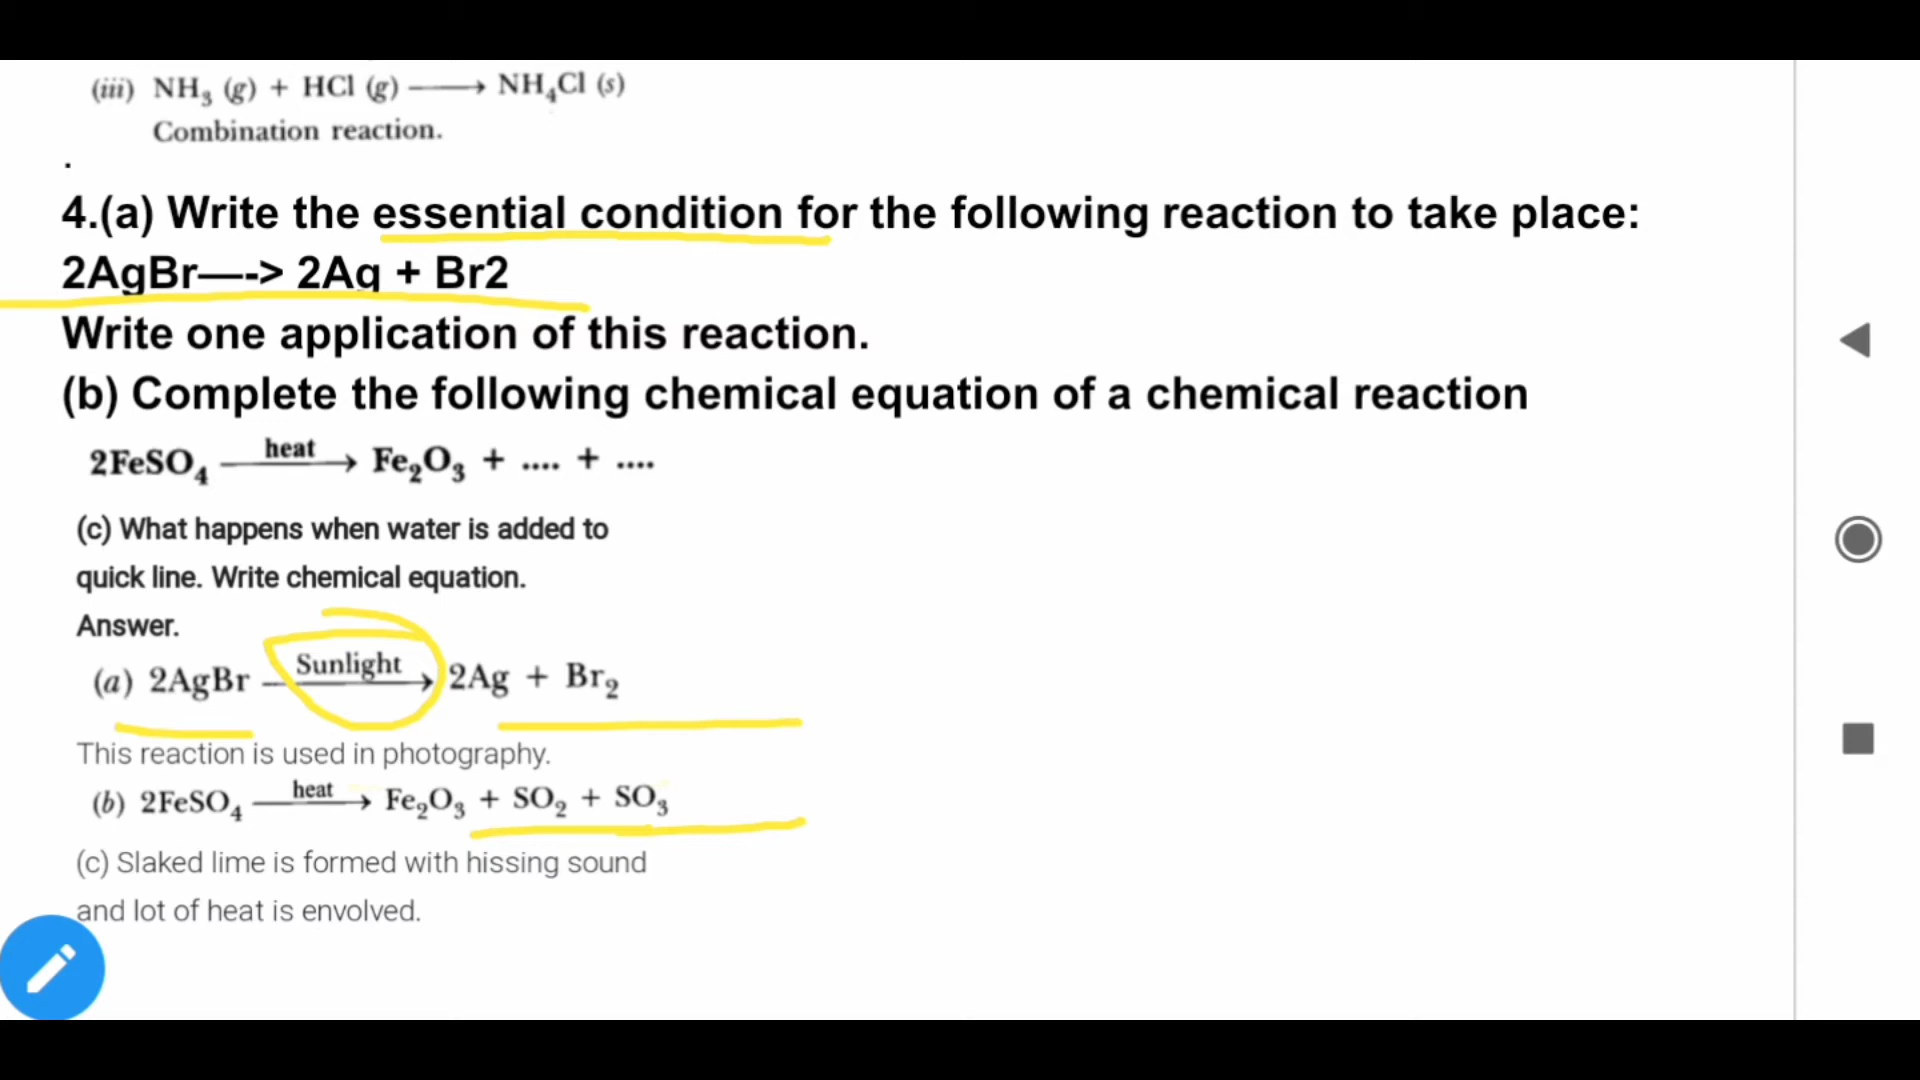 (iii) NH₃ (g) + HCl (g) ⟶ NH₄Cl (s)
Combination reaction.
.
4.(a) Write the essential condition for the following reaction to take place:
2AgBr—-> 2Ag + Br2
Write one application of this reaction.
(b) Complete the following chemical equation of a chemical reaction
2FeSO₄ ⟶ heat Fe₂O₃ + .... + ....
(c) What happens when water is added to
quick line. Write chemical equation.
Answer.
(a) 2AgBr ⟶ Sunlight 2Ag + Br₂
This reaction is used in photography.
(b) 2FeSO₄ ⟶ heat Fe₂O₃ + SO₂ + SO₃
(c) Slaked lime is formed with hissing sound
and lot of heat is envolved.